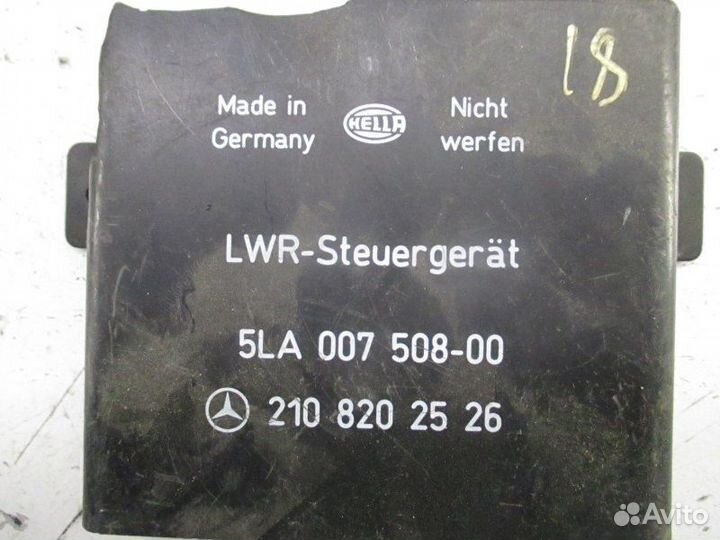 18
Made in
Germany
HELLA
Nicht
werfen
LWR-Steuergerät
5LA 007 508-00
210 820 25 26
Avito